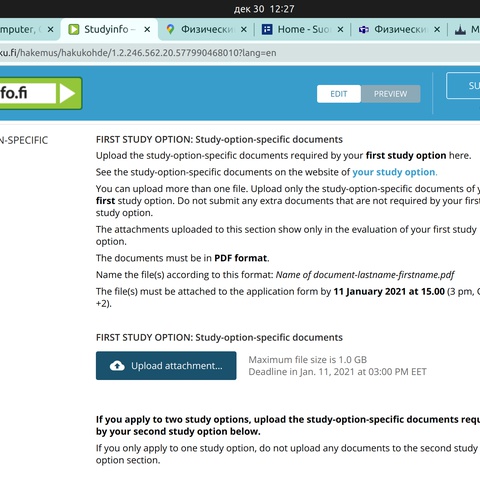 дек 30 12:27
mputer, Studyinfo – Физически Home - Suo Физически M
ku.fi/hakemus/hakukohde/1.2.246.562.20.577990468010?lang=en
fo.fi
EDIT PREVIEW SU
N-SPECIFIC
FIRST STUDY OPTION: Study-option-specific documents
Upload the study-option-specific documents required by your first study option here.
See the study-option-specific documents on the website of your study option.
You can upload more than one file. Upload only the study-option-specific documents of y
first study option. Do not submit any extra documents that are not required by your first
study option.
The attachments uploaded to this section show only in the evaluation of your first study
option.
The documents must be in PDF format.
Name the file(s) according to this format: Name of document-lastname-firstname.pdf
The file(s) must be attached to the application form by 11 January 2021 at 15.00 (3 pm, G
+2).
FIRST STUDY OPTION: Study-option-specific documents
Upload attachment...
Maximum file size is 1.0 GB
Deadline in Jan. 11, 2021 at 03:00 PM EET
If you apply to two study options, upload the study-option-specific documents requ
by your second study option below.
If you only apply to one study option, do not upload any documents to the second study
option section.